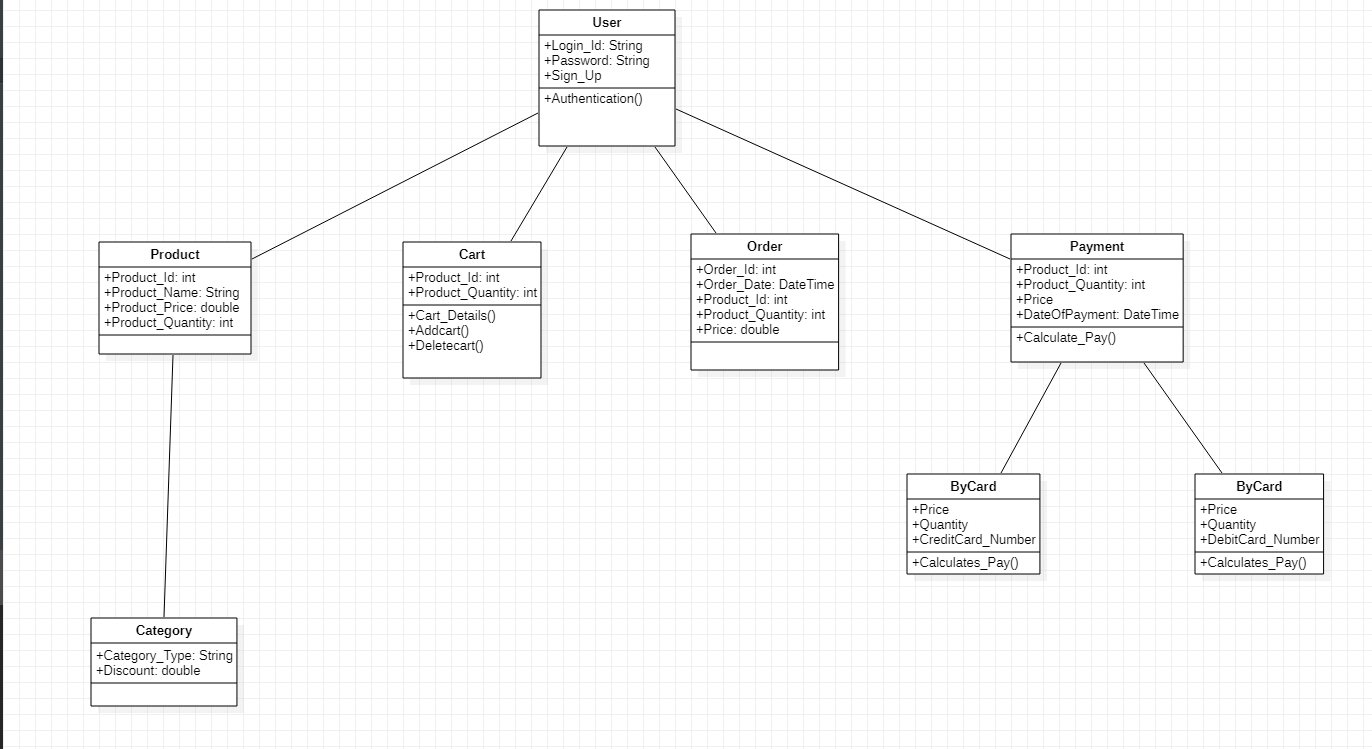 User
+Login_Id: String
+Password: String
+Sign_Up
+Authentication()
Product
+Product_Id: int
+Product_Name: String
+Product_Price: double
+Product_Quantity: int
Cart
+Product_Id: int
+Product_Quantity: int
+Cart_Details()
+Addcart()
+Deletecart()
Order
+Order_Id: int
+Order_Date: DateTime
+Product_Id: int
+Product_Quantity: int
+Price: double
Payment
+Product_Id: int
+Product_Quantity: int
+Price
+DateOfPayment: DateTime
+Calculate_Pay()
ByCard
+Price
+Quantity
+CreditCard_Number
+Calculates_Pay()
ByCard
+Price
+Quantity
+DebitCard_Number
+Calculates_Pay()
Category
+Category_Type: String
+Discount: double